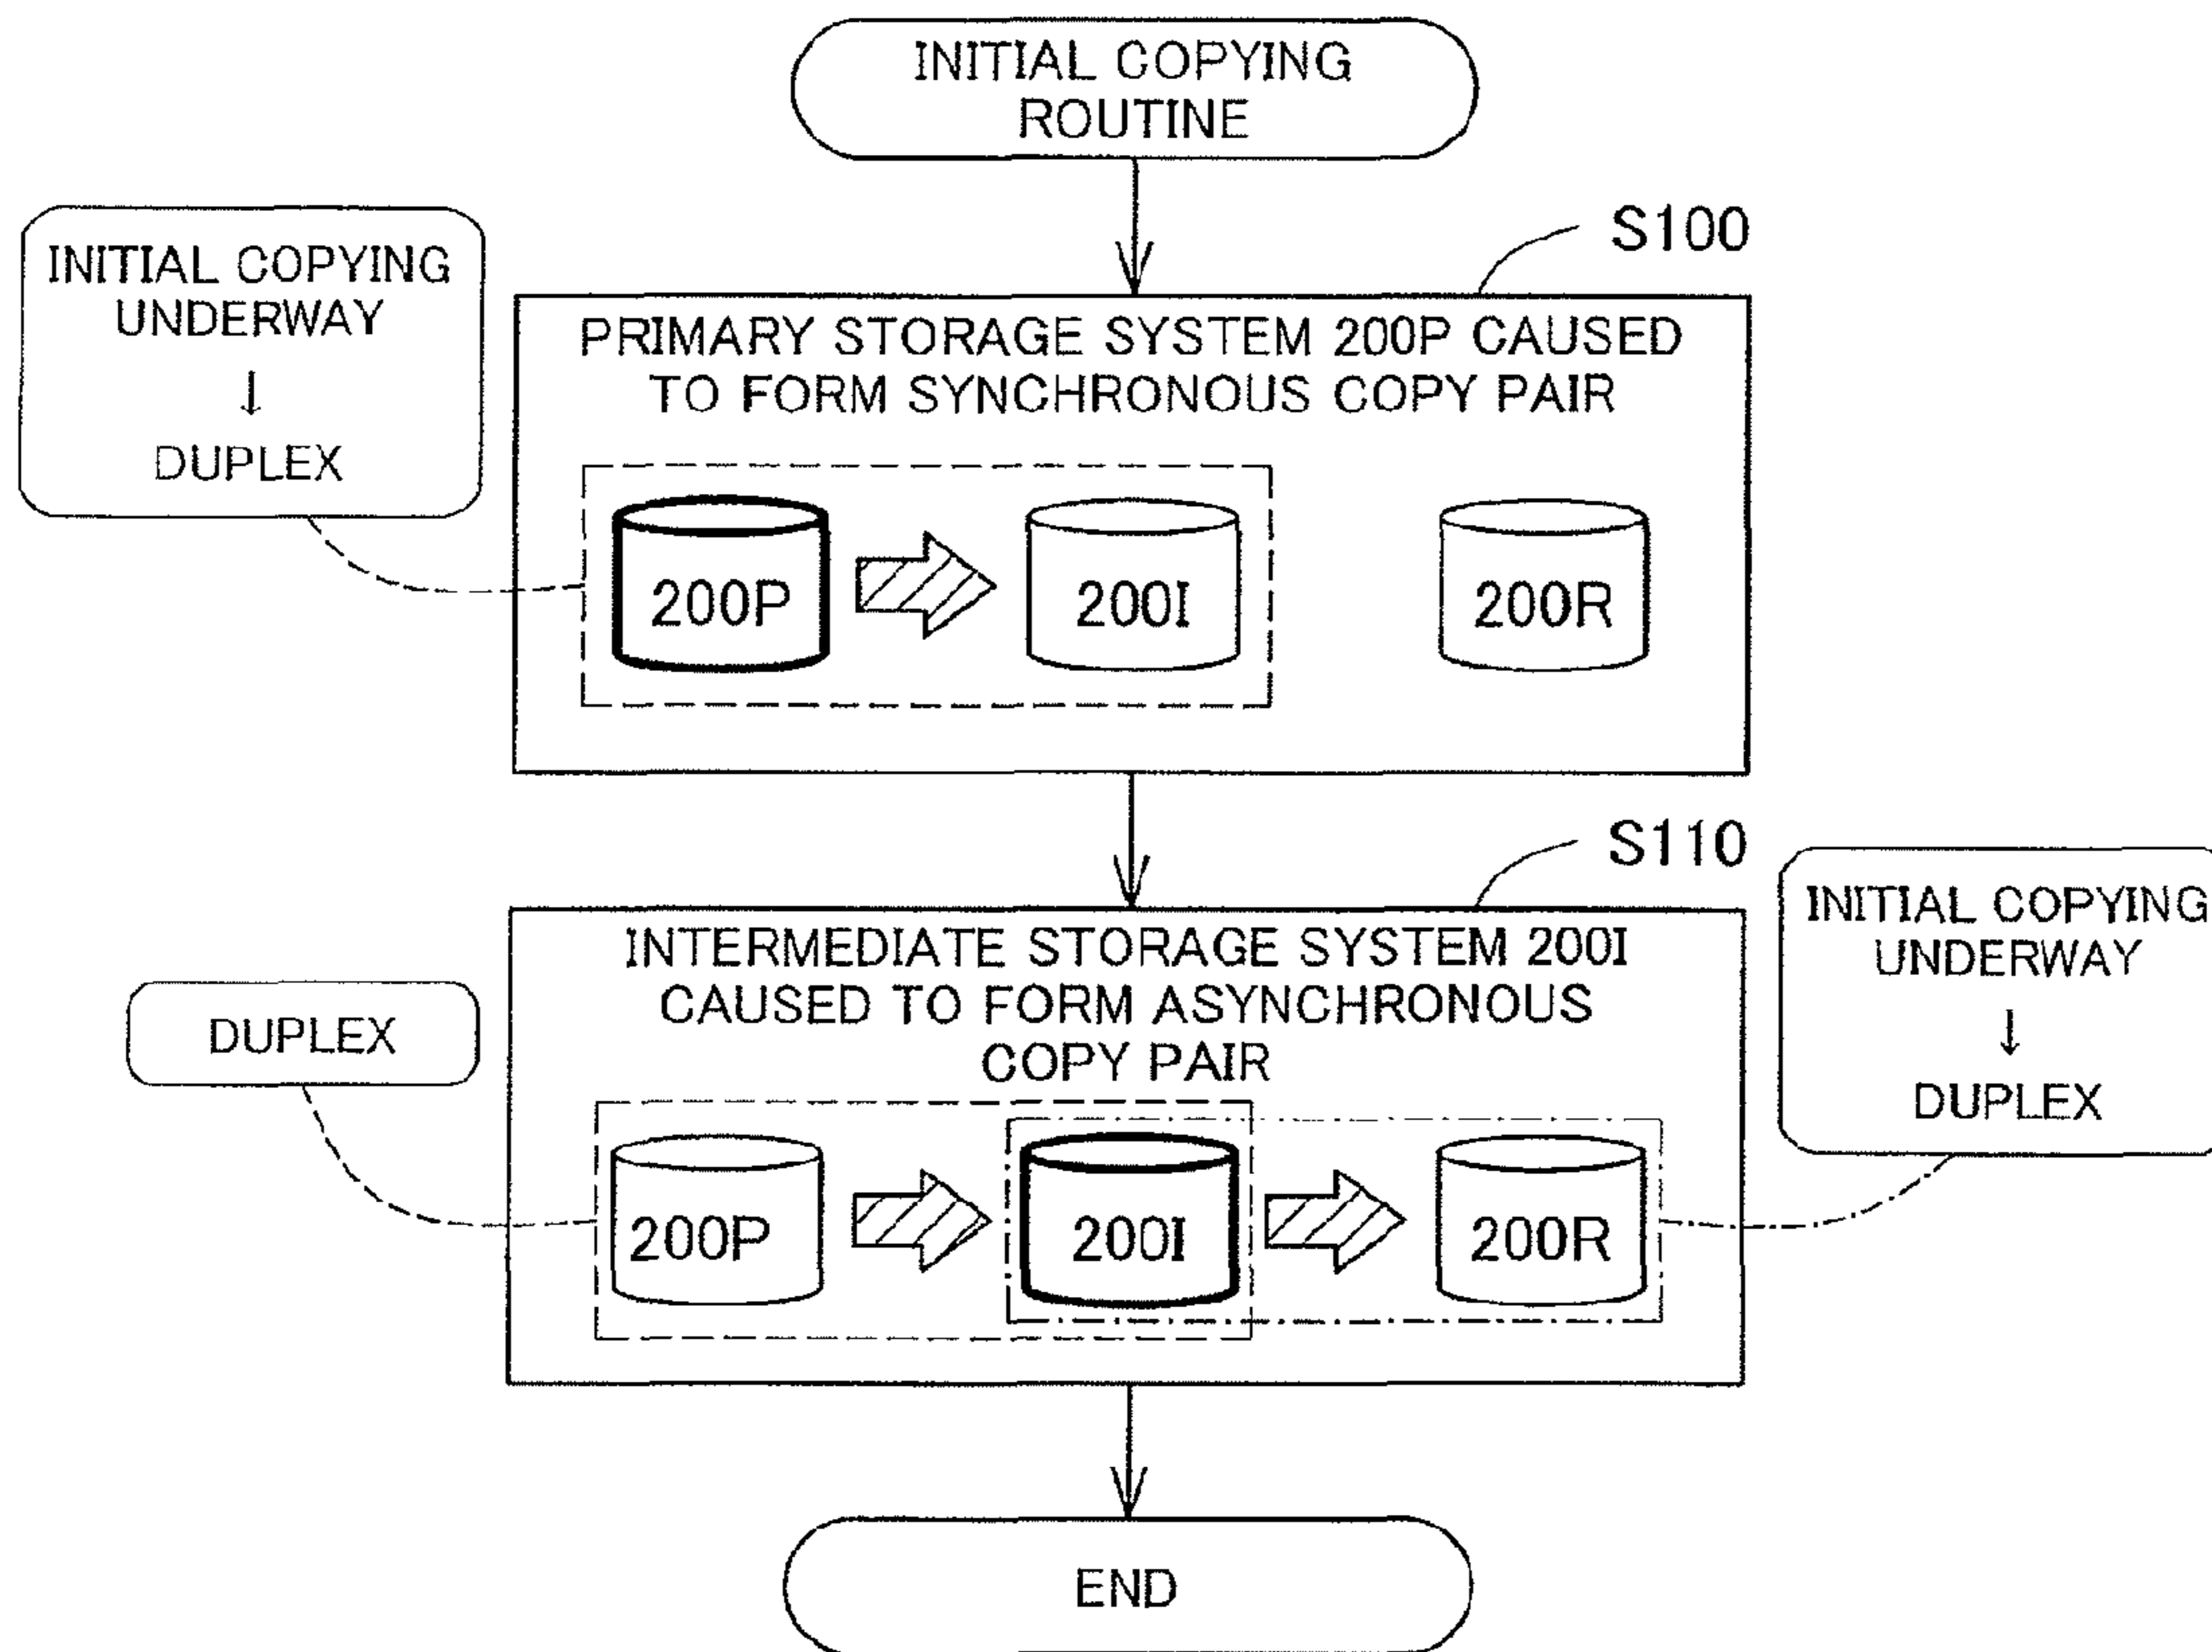 INITIAL COPYING
ROUTINE
S100
INITIAL COPYING
UNDERWAY
↓
DUPLEX
PRIMARY STORAGE SYSTEM 200P CAUSED
TO FORM SYNCHRONOUS COPY PAIR
200P
200I
200R
S110
INTERMEDIATE STORAGE SYSTEM 200I
CAUSED TO FORM ASYNCHRONOUS
COPY PAIR
INITIAL COPYING
UNDERWAY
↓
DUPLEX
DUPLEX
200P
200I
200R
END